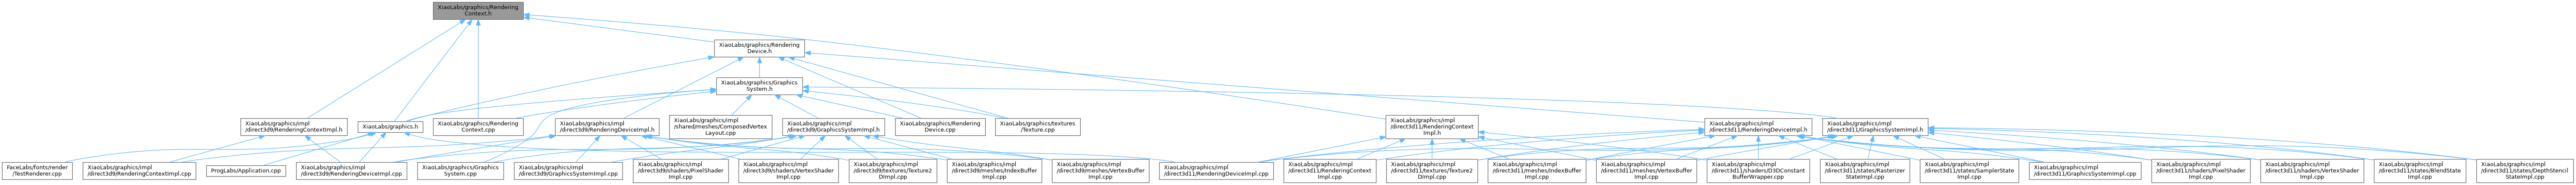 XiaoLabs/graphics/Rendering
Context.h
XiaoLabs/graphics/Rendering
Device.h
XiaoLabs/graphics/Graphics
System.h
XiaoLabs/graphics/impl
/direct3d9/RenderingContextImpl.h
XiaoLabs/graphics.h
XiaoLabs/graphics/Rendering
Context.cpp
XiaoLabs/graphics/impl
/direct3d9/RenderingDeviceImpl.h
XiaoLabs/graphics/impl
/shared/meshes/ComposedVertex
Layout.cpp
XiaoLabs/graphics/impl
/direct3d9/GraphicsSystemImpl.h
XiaoLabs/graphics/Rendering
Device.cpp
XiaoLabs/graphics/textures
/Texture.cpp
XiaoLabs/graphics/impl
/direct3d11/RenderingContext
Impl.h
XiaoLabs/graphics/impl
/direct3d11/RenderingDeviceImpl.h
XiaoLabs/graphics/impl
/direct3d11/GraphicsSystemImpl.h
FaceLabs/fonts/render
/TestRenderer.cpp
XiaoLabs/graphics/impl
/direct3d9/RenderingContextImpl.cpp
ProgLabs/Application.cpp
XiaoLabs/graphics/impl
/direct3d9/RenderingDeviceImpl.cpp
XiaoLabs/graphics/Graphics
System.cpp
XiaoLabs/graphics/impl
/direct3d9/GraphicsSystemImpl.cpp
XiaoLabs/graphics/impl
/direct3d9/shaders/PixelShader
Impl.cpp
XiaoLabs/graphics/impl
/direct3d9/shaders/VertexShader
Impl.cpp
XiaoLabs/graphics/impl
/direct3d9/textures/Texture2
DImpl.cpp
XiaoLabs/graphics/impl
/direct3d9/meshes/IndexBuffer
Impl.cpp
XiaoLabs/graphics/impl
/direct3d9/meshes/VertexBuffer
Impl.cpp
XiaoLabs/graphics/impl
/direct3d11/RenderingDeviceImpl.cpp
XiaoLabs/graphics/impl
/direct3d11/RenderingContext
Impl.cpp
XiaoLabs/graphics/impl
/direct3d11/textures/Texture2
DImpl.cpp
XiaoLabs/graphics/impl
/direct3d11/meshes/IndexBuffer
Impl.cpp
XiaoLabs/graphics/impl
/direct3d11/meshes/VertexBuffer
Impl.cpp
XiaoLabs/graphics/impl
/direct3d11/shaders/D3DConstant
BufferWrapper.cpp
XiaoLabs/graphics/impl
/direct3d11/states/Rasterizer
StateImpl.cpp
XiaoLabs/graphics/impl
/direct3d11/states/SamplerState
Impl.cpp
XiaoLabs/graphics/impl
/direct3d11/GraphicsSystemImpl.cpp
XiaoLabs/graphics/impl
/direct3d11/shaders/PixelShader
Impl.cpp
XiaoLabs/graphics/impl
/direct3d11/shaders/VertexShader
Impl.cpp
XiaoLabs/graphics/impl
/direct3d11/states/BlendState
Impl.cpp
XiaoLabs/graphics/impl
/direct3d11/states/DepthStencil
StateImpl.cpp